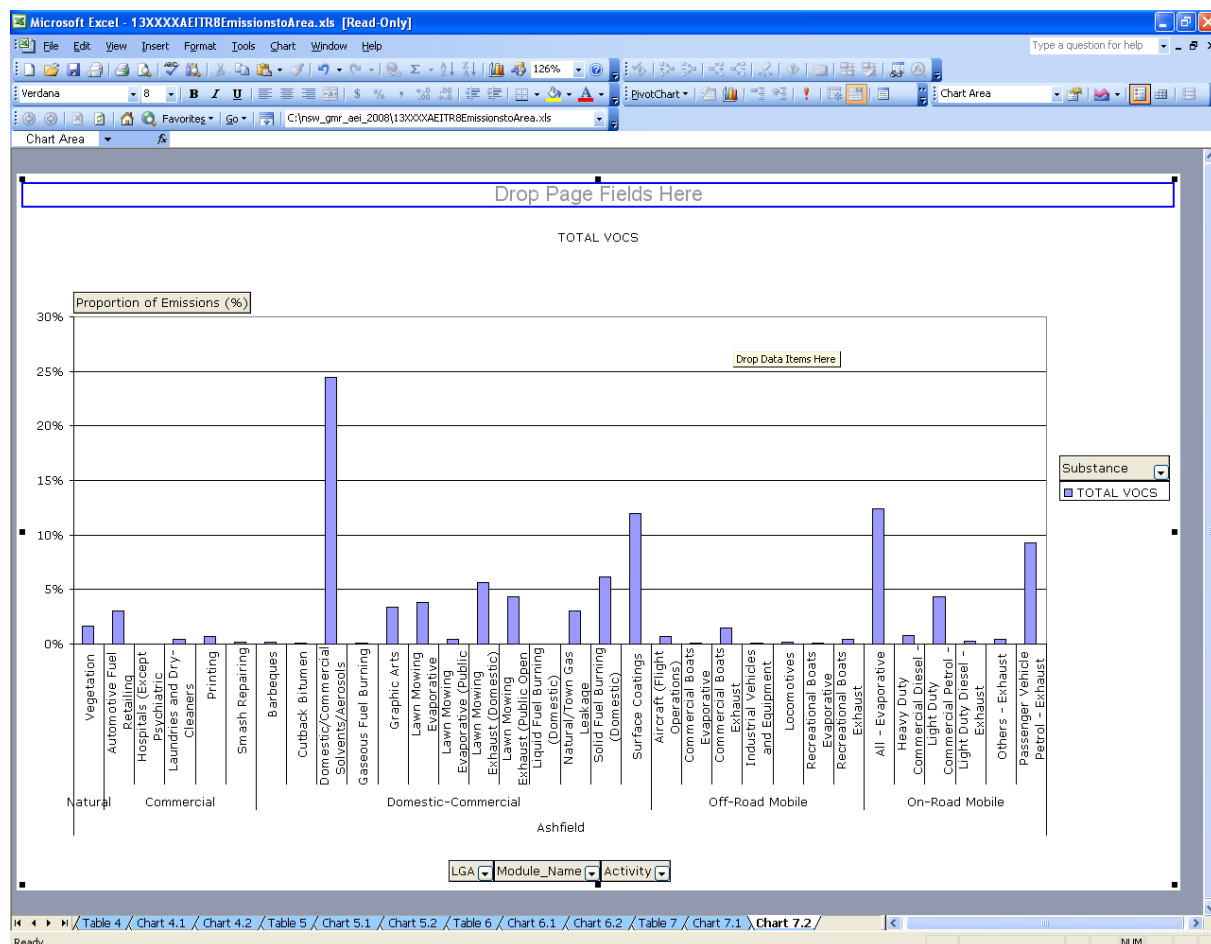 Microsoft Excel - 13XXXXAEITR8EmissionstoArea.xls [Read-Only]
File Edit View Insert Format Tools Chart Window Help
Type a question for help
126%
Verdana
8
B I U
$ %
PivotChart
Chart Area
Favorites
Go
C:\nsw_gmr_aei_2008\13XXXXAEITR8EmissionstoArea.xls
Chart Area
fx
Drop Page Fields Here
TOTAL VOCS
Proportion of Emissions (%)
30%
25%
20%
15%
10%
5%
0%
Drop Data Items Here
Substance
TOTAL VOCS
Vegetation
Automotive Fuel
Retailing
Hospitals (Except
Psychiatric
Laundries and Dry-
Cleaners
Printing
Smash Repairing
Barbeques
Cutback Bitumen
Domestic/Commercial
Solvents/Aerosols
Gaseous Fuel Burning
Graphic Arts
Lawn Mowing
Evaporative
Lawn Mowing
Evaporative (Public
Lawn Mowing
Exhaust (Domestic)
Lawn Mowing
Exhaust (Public Open
Liquid Fuel Burning
(Domestic)
Natural/Town Gas
Leakage
Solid Fuel Burning
(Domestic)
Surface Coatings
Aircraft (Flight
Operations)
Commercial Boats
Evaporative
Commercial Boats
Exhaust
Industrial Vehicles
and Equipment
Locomotives
Recreational Boats
Evaporative
Recreational Boats
Exhaust
All - Evaporative
Heavy Duty
Commercial Diesel -
Light Duty
Commercial Petrol -
Light Duty Diesel -
Exhaust
Others - Exhaust
Passenger Vehicle
Petrol - Exhaust
Natural
Commercial
Domestic-Commercial
Off-Road Mobile
On-Road Mobile
Ashfield
LGA Module_Name Activity
Table 4 Chart 4.1 Chart 4.2 Table 5 Chart 5.1 Chart 5.2 Table 6 Chart 6.1 Chart 6.2 Table 7 Chart 7.1 Chart 7.2
Ready
NUM